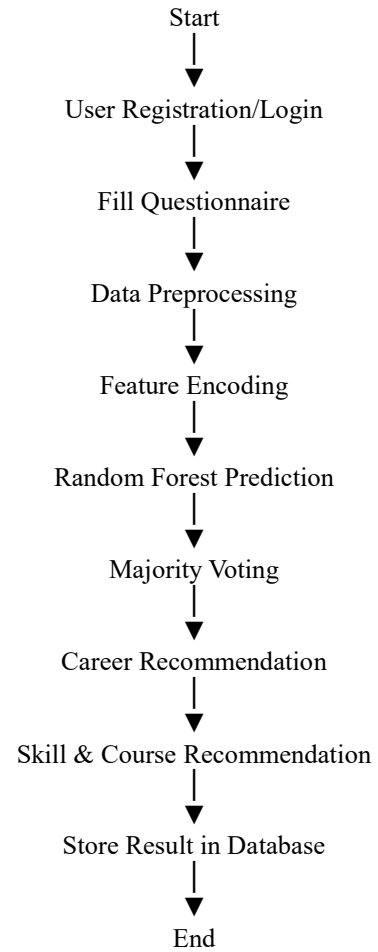 Start
User Registration/Login
Fill Questionnaire
Data Preprocessing
Feature Encoding
Random Forest Prediction
Majority Voting
Career Recommendation
Skill & Course Recommendation
Store Result in Database
End